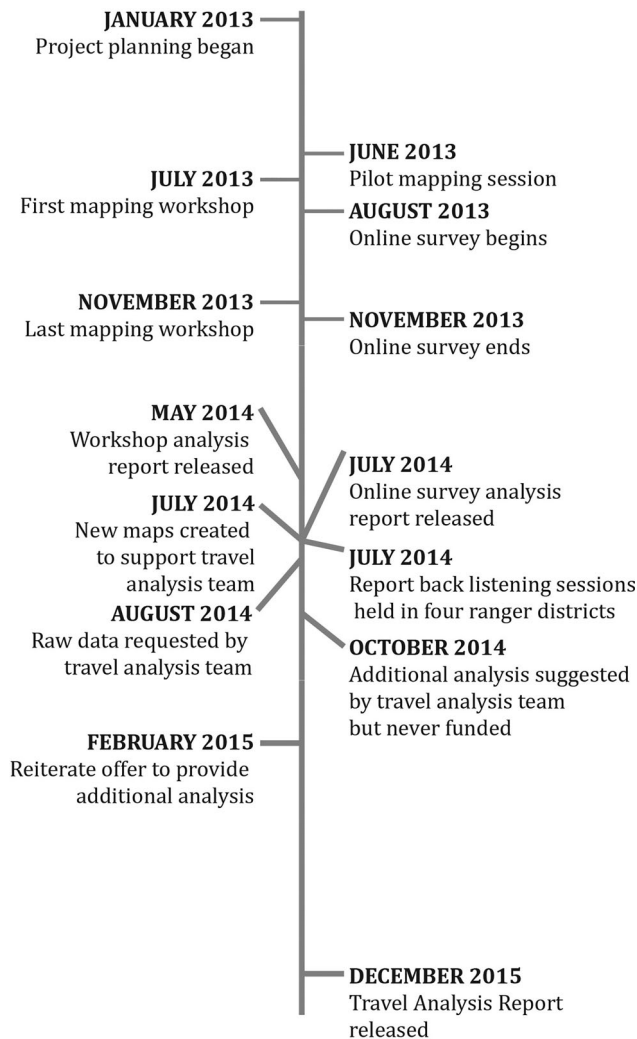 JANUARY 2013
Project planning began
JUNE 2013
Pilot mapping session
JULY 2013
First mapping workshop
AUGUST 2013
Online survey begins
NOVEMBER 2013
Last mapping workshop
NOVEMBER 2013
Online survey ends
MAY 2014
Workshop analysis
report released
JULY 2014
Online survey analysis
report released
JULY 2014
New maps created
to support travel
analysis team
JULY 2014
Report back listening sessions
held in four ranger districts
AUGUST 2014
Raw data requested by
travel analysis team
OCTOBER 2014
Additional analysis suggested
by travel analysis team
but never funded
FEBRUARY 2015
Reiterate offer to provide
additional analysis
DECEMBER 2015
Travel Analysis Report
released